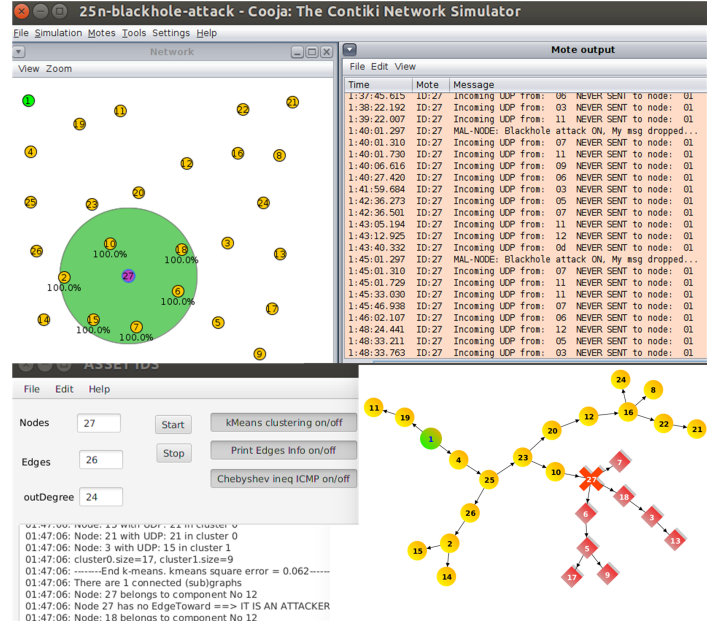 25n-blackhole-attack - Cooja: The Contiki Network Simulator
File Simulation Motes Tools Settings Help
Network
View Zoom
1
11
22
21
19
4
12
16
8
25
23
20
24
26
10
100.0%
18
100.0%
3
13
2
100.0%
27
6
100.0%
14
15
100.0%
7
100.0%
5
17
9
Mote output
File Edit View
Time Mote Message
1:37:45.615 ID:27 Incoming UDP from: 06 NEVER SENT to node: 01
1:38:22.192 ID:27 Incoming UDP from: 03 NEVER SENT to node: 01
1:39:22.007 ID:27 Incoming UDP from: 11 NEVER SENT to node: 01
1:40:01.297 ID:27 MAL-NODE: Blackhole attack ON, My msg dropped...
1:40:01.310 ID:27 Incoming UDP from: 07 NEVER SENT to node: 01
1:40:01.730 ID:27 Incoming UDP from: 11 NEVER SENT to node: 01
1:40:06.616 ID:27 Incoming UDP from: 09 NEVER SENT to node: 01
1:40:27.420 ID:27 Incoming UDP from: 06 NEVER SENT to node: 01
1:41:59.684 ID:27 Incoming UDP from: 03 NEVER SENT to node: 01
1:42:36.273 ID:27 Incoming UDP from: 05 NEVER SENT to node: 01
1:42:36.501 ID:27 Incoming UDP from: 07 NEVER SENT to node: 01
1:43:05.194 ID:27 Incoming UDP from: 11 NEVER SENT to node: 01
1:43:12.925 ID:27 Incoming UDP from: 12 NEVER SENT to node: 01
1:43:40.332 ID:27 Incoming UDP from: 0d NEVER SENT to node: 01
1:45:01.297 ID:27 MAL-NODE: Blackhole attack ON, My msg dropped...
1:45:01.310 ID:27 Incoming UDP from: 07 NEVER SENT to node: 01
1:45:01.729 ID:27 Incoming UDP from: 11 NEVER SENT to node: 01
1:45:33.030 ID:27 Incoming UDP from: 11 NEVER SENT to node: 01
1:45:46.938 ID:27 Incoming UDP from: 07 NEVER SENT to node: 01
1:46:02.107 ID:27 Incoming UDP from: 06 NEVER SENT to node: 01
1:48:24.441 ID:27 Incoming UDP from: 12 NEVER SENT to node: 01
1:48:33.211 ID:27 Incoming UDP from: 05 NEVER SENT to node: 01
1:48:33.763 ID:27 Incoming UDP from: 03 NEVER SENT to node: 01
ASSET IDS
File Edit Help
Nodes 27 Start kMeans clustering on/off
Edges 26 Stop Print Edges Info on/off
Chebyshev ineq ICMP on/off
outDegree 24
01:47:06: Node: 15 with UDP: 21 in cluster 0
01:47:06: Node: 21 with UDP: 21 in cluster 0
01:47:06: Node: 3 with UDP: 15 in cluster 1
01:47:06: cluster0.size=17, cluster1.size=9
01:47:06: --------End k-means. kmeans square error = 0.062------
01:47:06: There are 1 connected (sub)graphs
01:47:06: Node: 27 belongs to component No 12
01:47:06: Node 27 has no EdgeToward ==> IT IS AN ATTACKER
01:47:06: Node: 18 belongs to component No 12
24
8
11
19
12
16
22
21
1
20
4
23
7
25
10
27
18
26
6
3
13
2
15
5
14
17
9